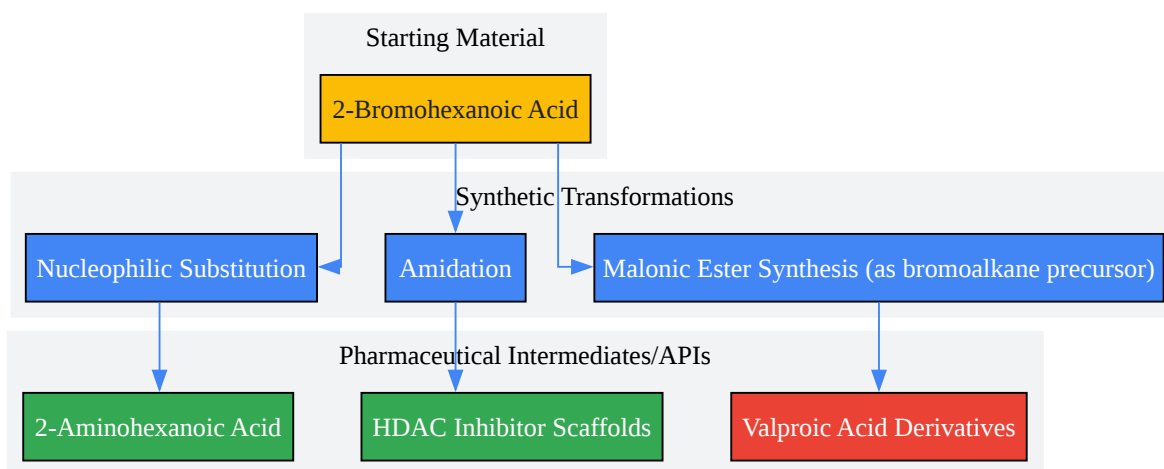 Starting Material
2-Bromohexanoic Acid
Synthetic Transformations
Nucleophilic Substitution
Amidation
Malonic Ester Synthesis (as bromoalkane precursor)
Pharmaceutical Intermediates/APIs
2-Aminohexanoic Acid
HDAC Inhibitor Scaffolds
Valproic Acid Derivatives